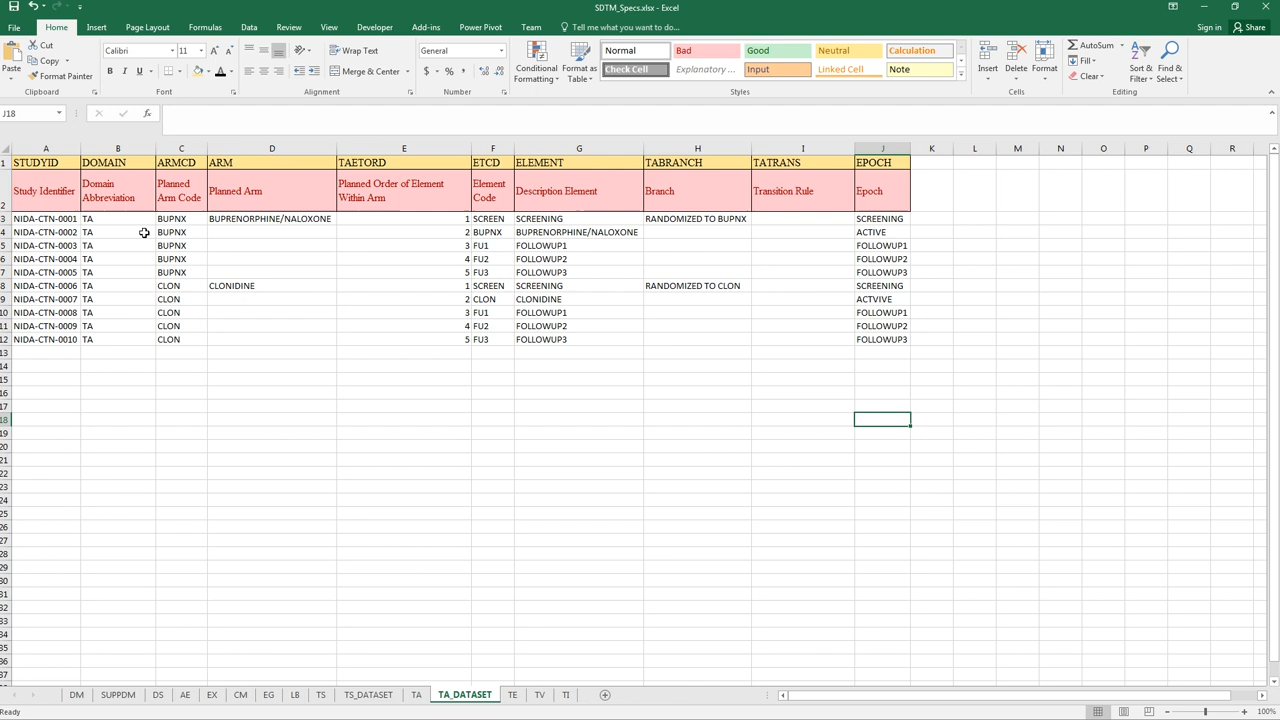 SDTM_Specs.xlsx - Excel
File Home Insert Page Layout Formulas Data Review View Developer Add-ins Power Pivot Team Tell me what you want to do... Sign in Share
Paste Cut Calibri 11 Wrap Text General Conditional Formatting Format as Table Normal Bad Good Neutral Calculation Insert Delete Format AutoSum Sort & Filter Find & Select
Copy Fill
Format Painter B I U Merge & Center $ % , Check Cell Explanatory ... Input Linked Cell Note Clear
Clipboard Font Alignment Number Styles Cells Editing
J18 fx
A B C D E F G H I J K L M N O P Q R
1 STUDYID DOMAIN ARMCD ARM TAETORD ETCD ELEMENT TABRANCH TATRANS EPOCH
2 Study Identifier Domain Abbreviation Planned Arm Code Planned Arm Planned Order of Element Within Arm Element Code Description Element Branch Transition Rule Epoch
3 NIDA-CTN-0001 TA BUPNX BUPRENORPHINE/NALOXONE 1 SCREEN SCREENING RANDOMIZED TO BUPNX SCREENING
4 NIDA-CTN-0002 TA BUPNX 2 BUPNX BUPRENORPHINE/NALOXONE ACTIVE
5 NIDA-CTN-0003 TA BUPNX 3 FU1 FOLLOWUP1 FOLLOWUP1
6 NIDA-CTN-0004 TA BUPNX 4 FU2 FOLLOWUP2 FOLLOWUP2
7 NIDA-CTN-0005 TA BUPNX 5 FU3 FOLLOWUP3 FOLLOWUP3
8 NIDA-CTN-0006 TA CLON CLONIDINE 1 SCREEN SCREENING RANDOMIZED TO CLON SCREENING
9 NIDA-CTN-0007 TA CLON 2 CLON CLONIDINE ACTVIVE
10 NIDA-CTN-0008 TA CLON 3 FU1 FOLLOWUP1 FOLLOWUP1
11 NIDA-CTN-0009 TA CLON 4 FU2 FOLLOWUP2 FOLLOWUP2
12 NIDA-CTN-0010 TA CLON 5 FU3 FOLLOWUP3 FOLLOWUP3
13
14
15
16
17
18
19
20
21
22
23
24
25
26
27
28
29
30
31
32
33
34
35
36
37
DM SUPPDM DS AE EX CM EG LB TS TS_DATASET TA TA_DATASET TE TV TI
Ready 100%